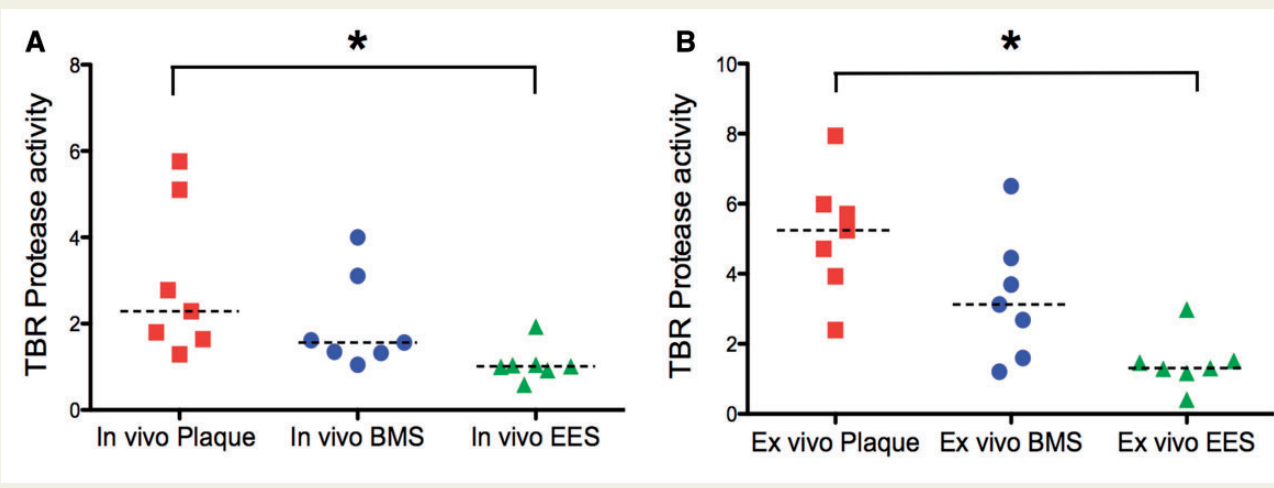 A
*
8
6
4
2
0
TBR Protease activity
In vivo Plaque In vivo BMS In vivo EES
B
*
10
8
6
4
2
0
TBR Protease activity
Ex vivo Plaque Ex vivo BMS Ex vivo EES